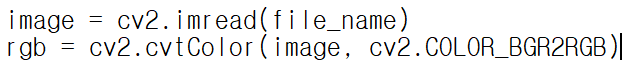 image = cv2.imread(file_name)
rgb = cv2.cvtColor(image, cv2.COLOR_BGR2RGB)